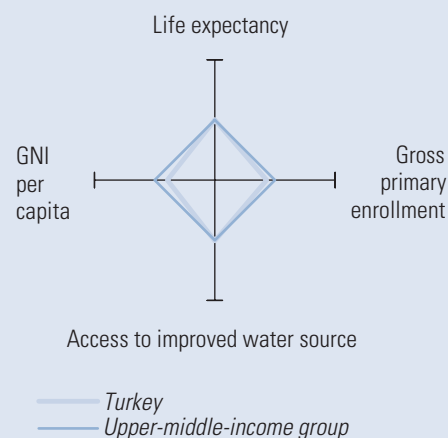 Life expectancy
GNI
per
capita
Gross
primary
enrollment
Access to improved water source
Turkey
Upper-middle-income group